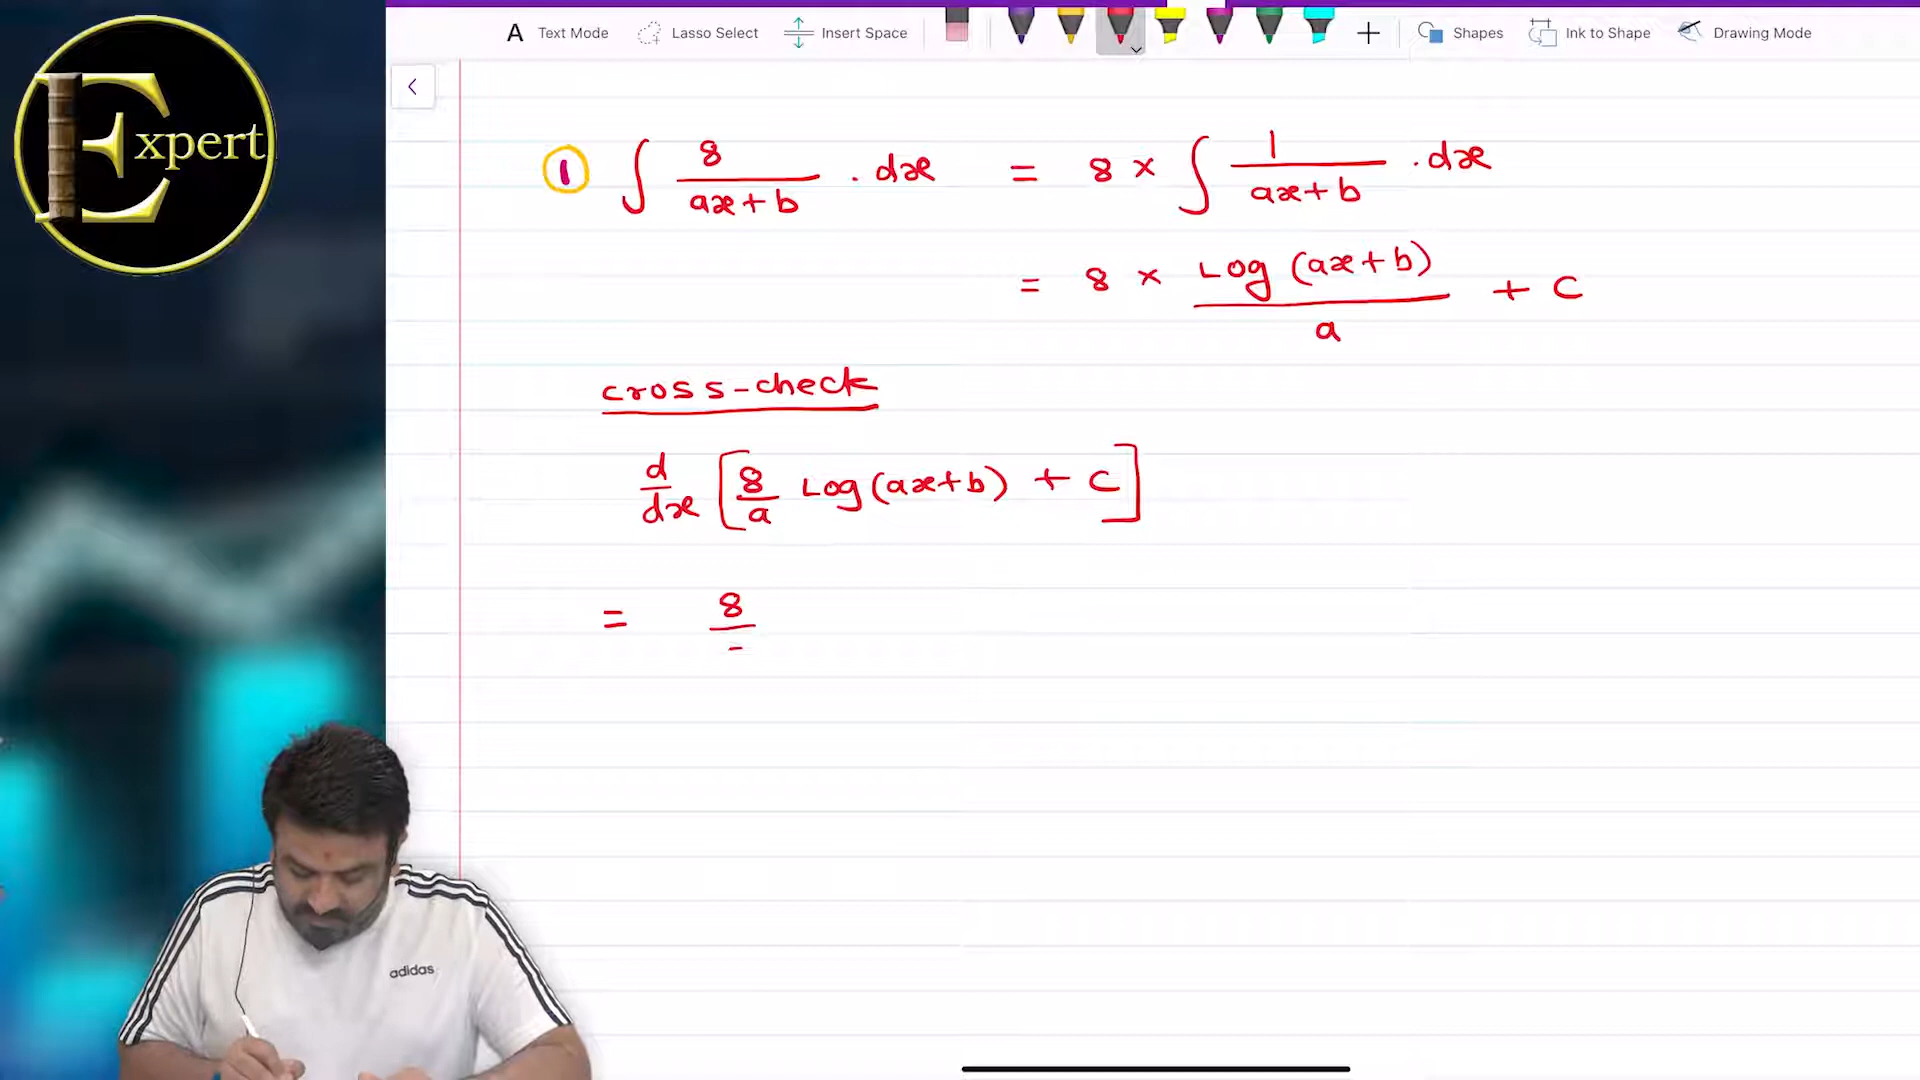 Expert
A Text Mode Lasso Select Insert Space Shapes Ink to Shape Drawing Mode
1 ∫ 8/(ax+b) . dx = 8 × ∫ 1/(ax+b) . dx
= 8 × Log (ax+b)/a + C
cross-check
d/dx [8/a Log(ax+b) + C]
= 8/
adidas